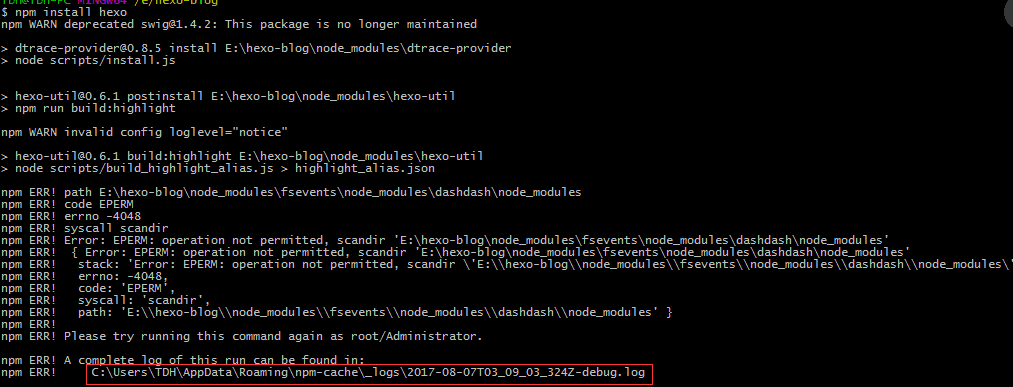 TDH@TDH-PC MINGW64 /e/hexo-blog
$ npm install hexo
npm WARN deprecated swig@1.4.2: This package is no longer maintained
> dtrace-provider@0.8.5 install E:\hexo-blog\node_modules\dtrace-provider
> node scripts/install.js
> hexo-util@0.6.1 postinstall E:\hexo-blog\node_modules\hexo-util
> npm run build:highlight
npm WARN invalid config loglevel="notice"
> hexo-util@0.6.1 build:highlight E:\hexo-blog\node_modules\hexo-util
> node scripts/build_highlight_alias.js > highlight_alias.json
npm ERR! path E:\hexo-blog\node_modules\fsevents\node_modules\dashdash\node_modules
npm ERR! code EPERM
npm ERR! errno -4048
npm ERR! syscall scandir
npm ERR! Error: EPERM: operation not permitted, scandir 'E:\hexo-blog\node_modules\fsevents\node_modules\dashdash\node_modules'
npm ERR!  { Error: EPERM: operation not permitted, scandir 'E:\hexo-blog\node_modules\fsevents\node_modules\dashdash\node_modules'
npm ERR!   stack: 'Error: EPERM: operation not permitted, scandir \'E:\\hexo-blog\\node_modules\\fsevents\\node_modules\\dashdash\\node_modules\'
npm ERR!   errno: -4048,
npm ERR!   code: 'EPERM',
npm ERR!   syscall: 'scandir',
npm ERR!   path: 'E:\\hexo-blog\\node_modules\\fsevents\\node_modules\\dashdash\\node_modules' }
npm ERR!
npm ERR! Please try running this command again as root/Administrator.
npm ERR! A complete log of this run can be found in:
npm ERR!     C:\Users\TDH\AppData\Roaming\npm-cache\_logs\2017-08-07T03_09_03_324Z-debug.log